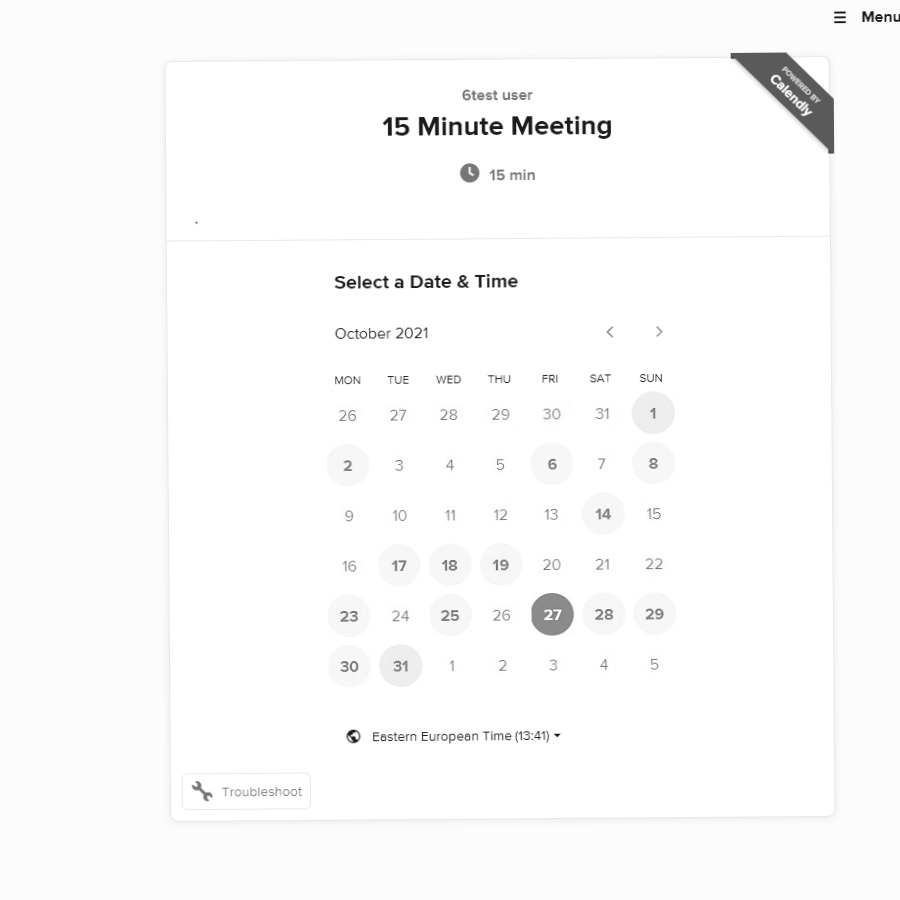 ☰ Menu
POWERED BY
Calendly
6test user
15 Minute Meeting
15 min
.
Select a Date & Time
October 2021
MON TUE WED THU FRI SAT SUN
26 27 28 29 30 31 1
2 3 4 5 6 7 8
9 10 11 12 13 14 15
16 17 18 19 20 21 22
23 24 25 26 27 28 29
30 31 1 2 3 4 5
Eastern European Time (13:41)
Troubleshoot